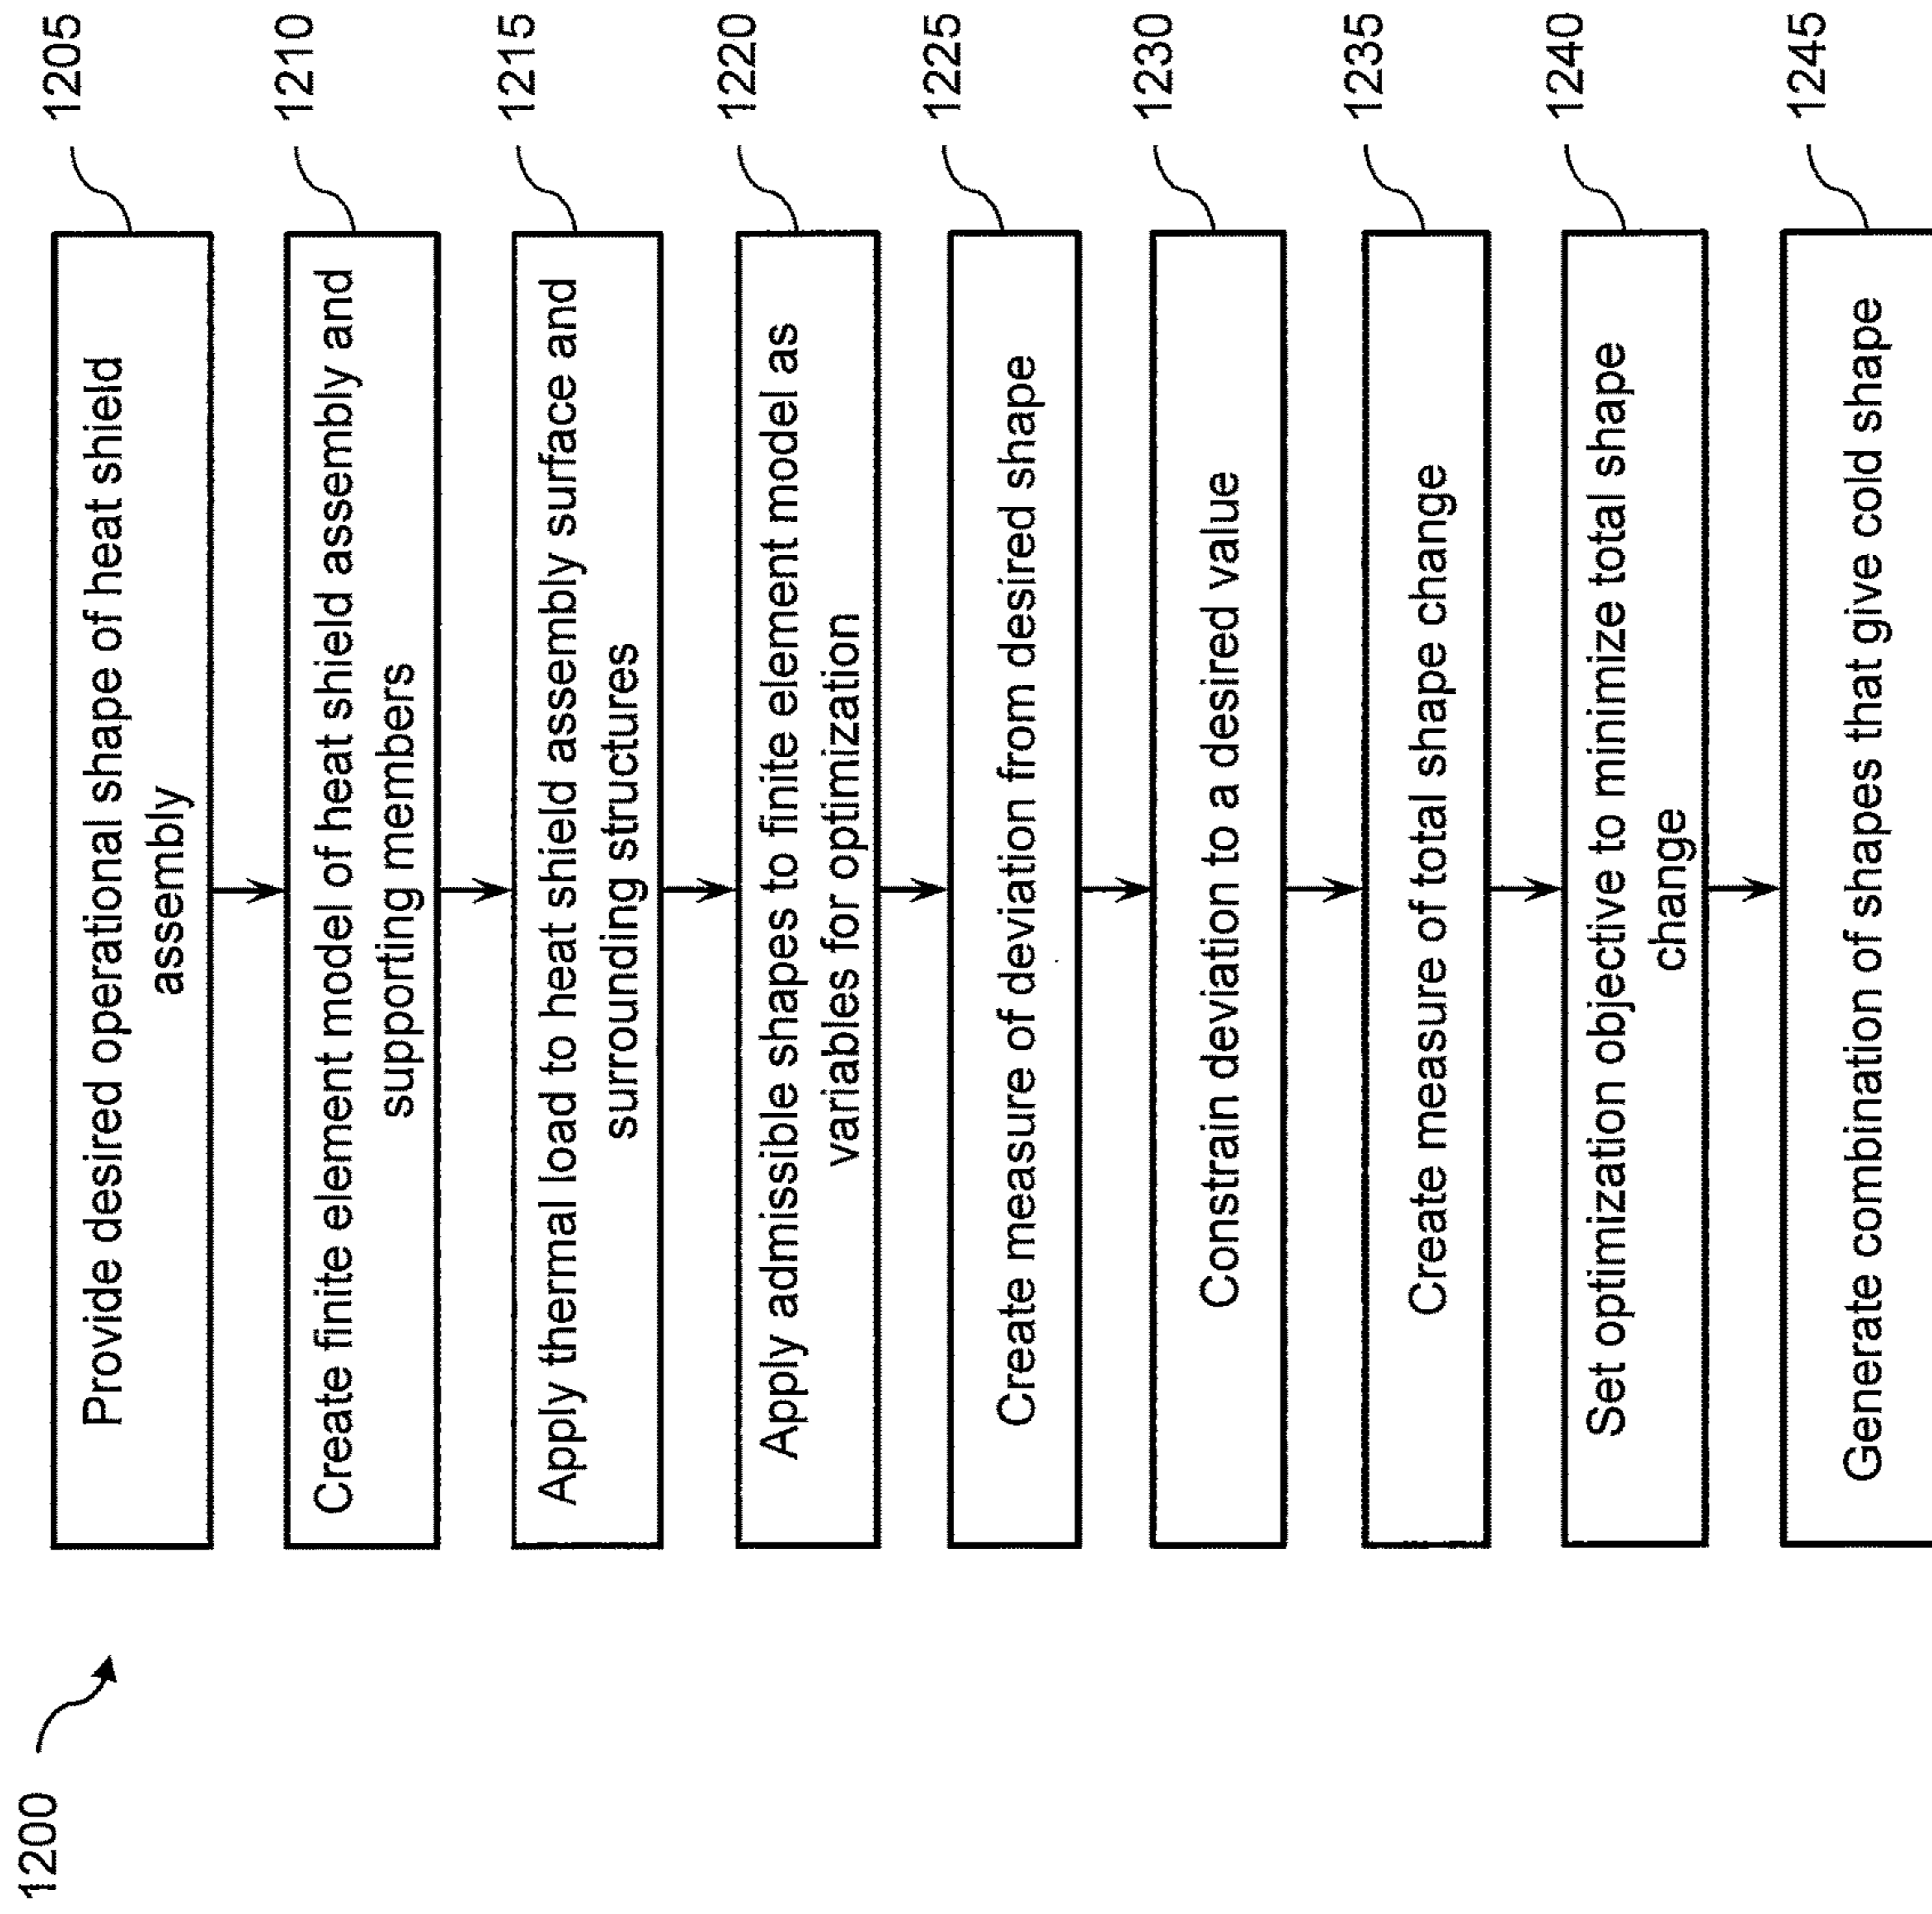 1200
Provide desired operational shape of heat shield
assembly
1205
Create finite element model of heat shield assembly and
supporting members
1210
Apply thermal load to heat shield assembly surface and
surrounding structures
1215
Apply admissible shapes to finite element model as
variables for optimization
1220
Create measure of deviation from desired shape
1225
Constrain deviation to a desired value
1230
Create measure of total shape change
1235
Set optimization objective to minimize total shape
change
1240
Generate combination of shapes that give cold shape
1245